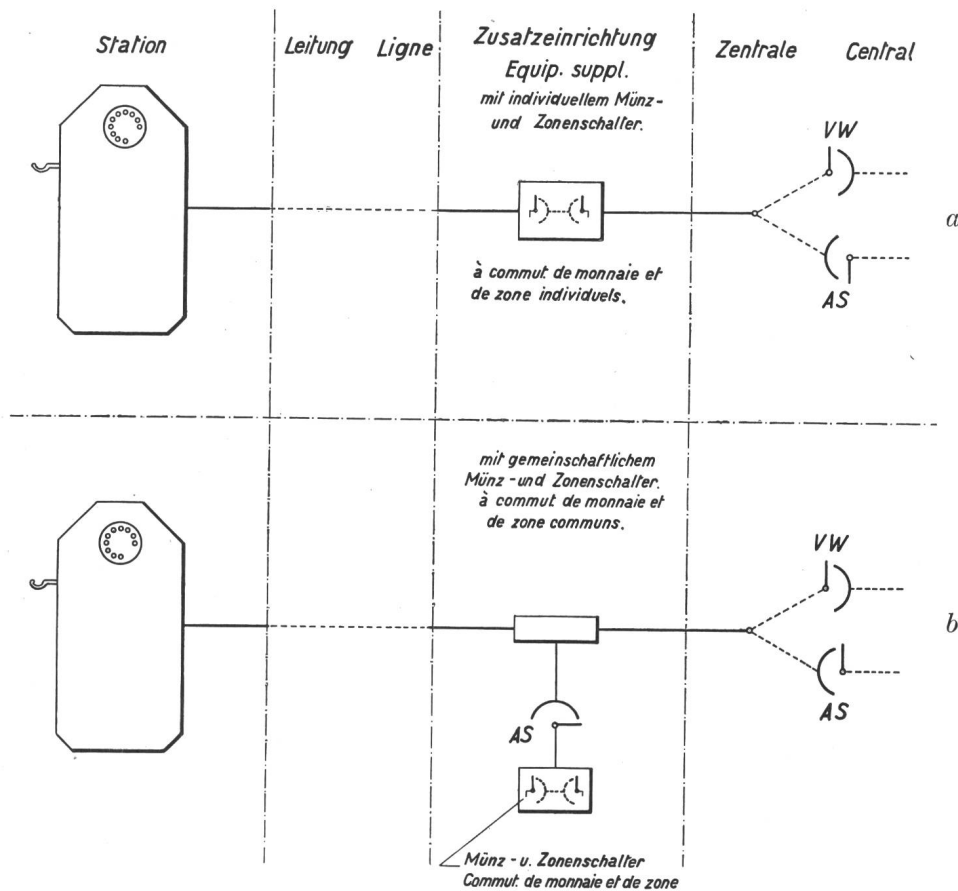 Station
Leitung Ligne
Zusatzeinrichtung
Equip. suppl.
mit individuellem Münz-
und Zonenschalter.
Zentrale Central
VW
a
à commut de monnaie et
de zone individuels.
AS
mit gemeinschaftlichem
Münz-und Zonenschalter.
à commut de monnaie et
de zone communs.
VW
b
AS
AS
Münz- u. Zonenschalter
Commut. de monnaie et de zone